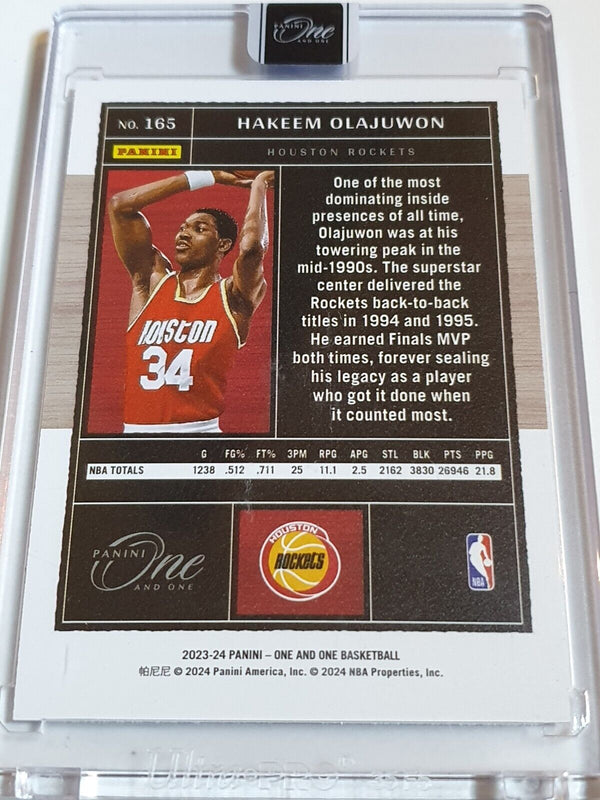 PANINI One
AND ONE
NO. 165 HAKEEM OLAJUWON
PANINI HOUSTON ROCKETS
One of the most
dominating inside
presences of all time,
Olajuwon was at his
towering peak in the
mid-1990s. The superstar
center delivered the
Rockets back-to-back
titles in 1994 and 1995.
He earned Finals MVP
both times, forever sealing
his legacy as a player
who got it done when
it counted most.
HOUSTON
34
G FG% FT% 3PM RPG APG STL BLK PTS PPG
NBA TOTALS 1238 .512 .711 25 11.1 2.5 2162 3830 26946 21.8
PANINI One
AND ONE
HOUSTON
ROCKETS
NBA
2023-24 PANINI – ONE AND ONE BASKETBALL
帕尼尼 © 2024 Panini America, Inc. © 2024 NBA Properties, Inc.
Ultra PRO